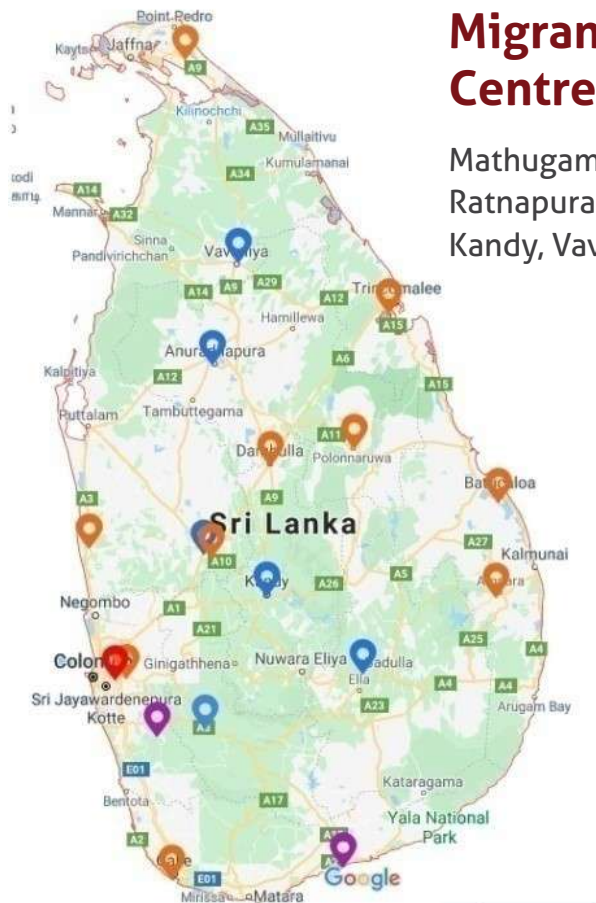 Migran
Centre
Mathugam
Ratnapura
Kandy, Vav
Point Pedro
Kayts
Jaffna
A9
Kilinochchi
A35
Mullaitivu
A34
Kumulamanai
A14
Mannar
A32
Sinna
Pandivirichchan
A14
A9
A29
A12
A15
Hamillewa
Anuradhapura
A6
Kalpitiya
A12
A15
Puttalam
Tambuttegama
A11
Polonnaruwa
A3
A9
Sri Lanka
A27
A10
Kalmunai
A5
A26
Negombo
A1
A21
A25
A4
Ginigathhena
Nuwara Eliya
Ella
A4
A4
Sri Jayawardenepura
Kotte
A23
Arugam Bay
E01
Kataragama
Bentota
A17
Yala National
Park
A2
Google
E01
Mirissa
Matara